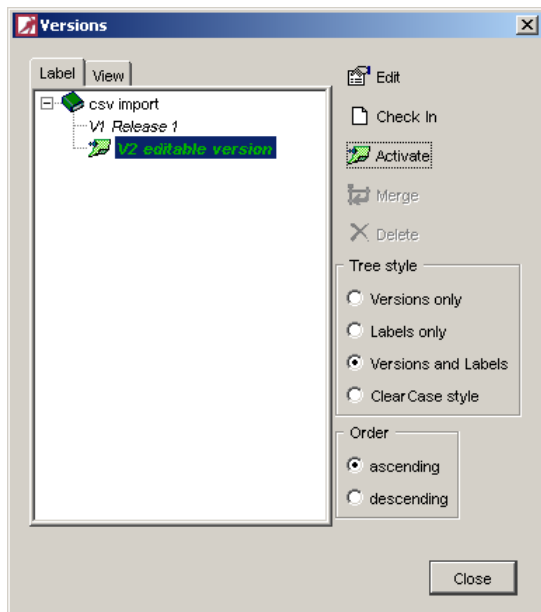 Versions
Label View
csv import
V1 Release 1
V2 editable version
Edit
Check In
Activate
Merge
Delete
Tree style
Versions only
Labels only
Versions and Labels
ClearCase style
Order
ascending
descending
Close